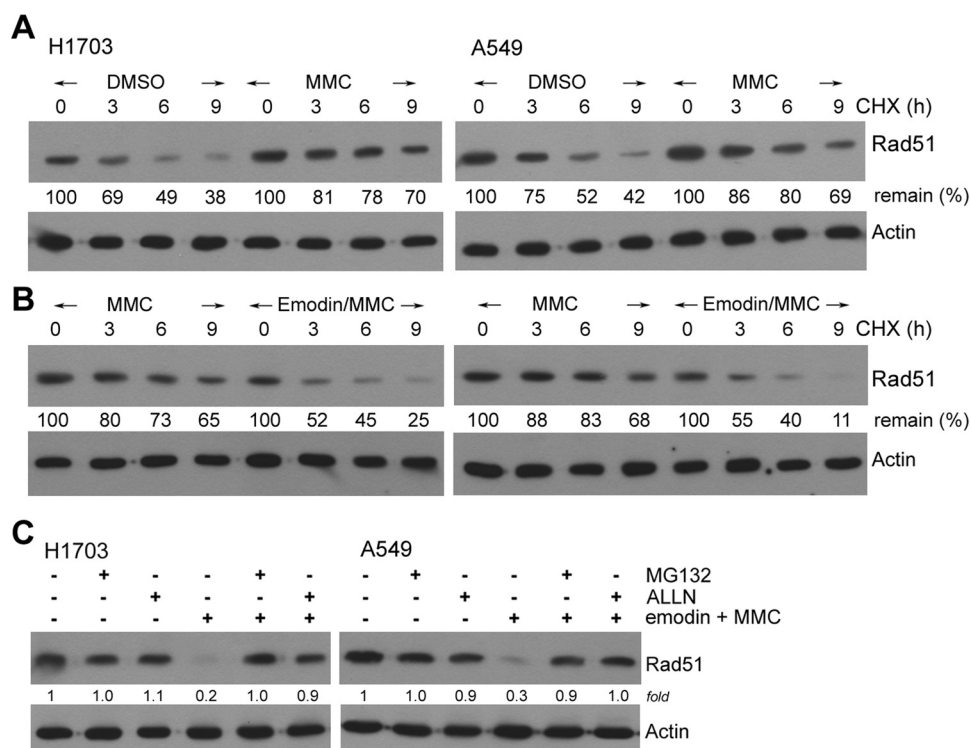 A
H1703 A549
← DMSO → ← MMC → ← DMSO → ← MMC →
0 3 6 9 0 3 6 9 0 3 6 9 0 3 6 9 CHX (h)
Rad51
100 69 49 38 100 81 78 70 100 75 52 42 100 86 80 69 remain (%)
Actin
B
← MMC → ← Emodin/MMC → ← MMC → ← Emodin/MMC →
0 3 6 9 0 3 6 9 0 3 6 9 0 3 6 9 CHX (h)
Rad51
100 80 73 65 100 52 45 25 100 88 83 68 100 55 40 11 remain (%)
Actin
C
H1703 A549
- + - - + - - + - - + - MG132
- - + - - + - - + - - + ALLN
- - - + + + - - - + + + emodin + MMC
Rad51
1 1.0 1.1 0.2 1.0 0.9 1 1.0 0.9 0.3 0.9 1.0 fold
Actin